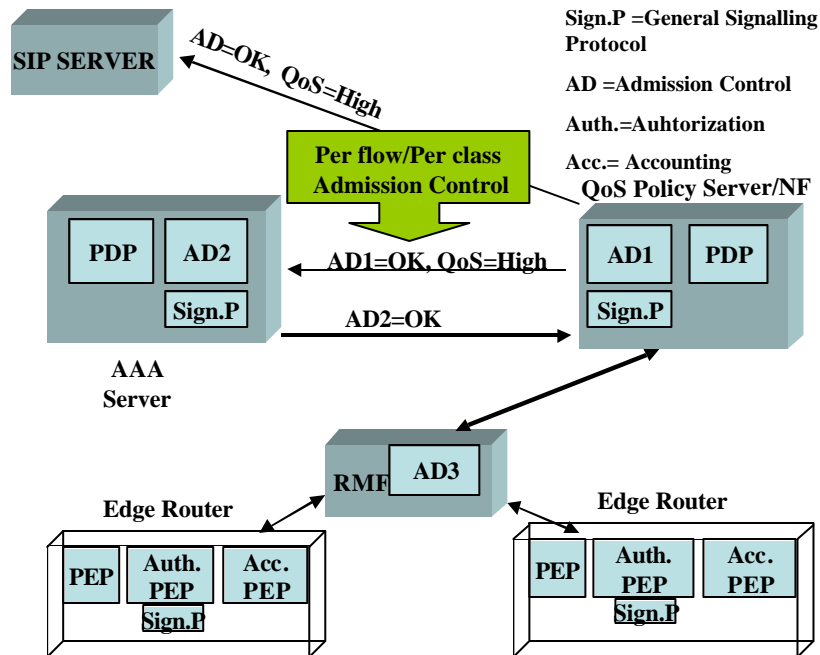 Sign.P =General Signalling
Protocol
AD =Admission Control
Auth.=Auhtorization
Acc.= Accounting
SIP SERVER
AD=OK, QoS=High
Per flow/Per class
Admission Control
QoS Policy Server/NF
PDP
AD2
Sign.P
AD1=OK, QoS=High
AD1
PDP
Sign.P
AD2=OK
AAA
Server
RMF
AD3
Edge Router
PEP
Auth.
PEP
Acc.
PEP
Sign.P
Edge Router
PEP
Auth.
PEP
Acc.
PEP
Sign.P